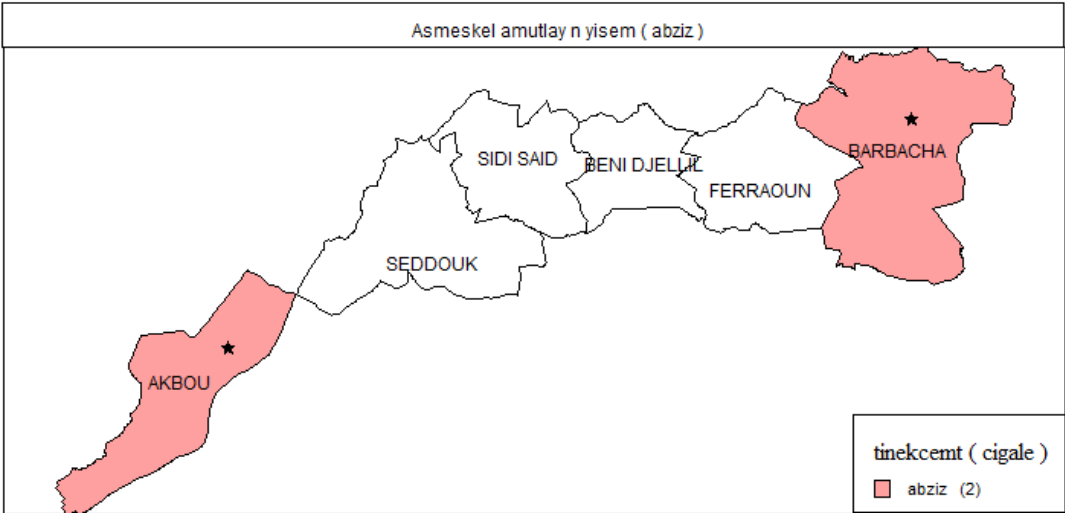 Asmeskel amutlay n yisem ( abziz )
BARBACHA
SIDI SAID
BENI DJELLIL
FERRAOUN
SEDDOUK
AKBOU
tinekcemt ( cigale )
abziz (2)